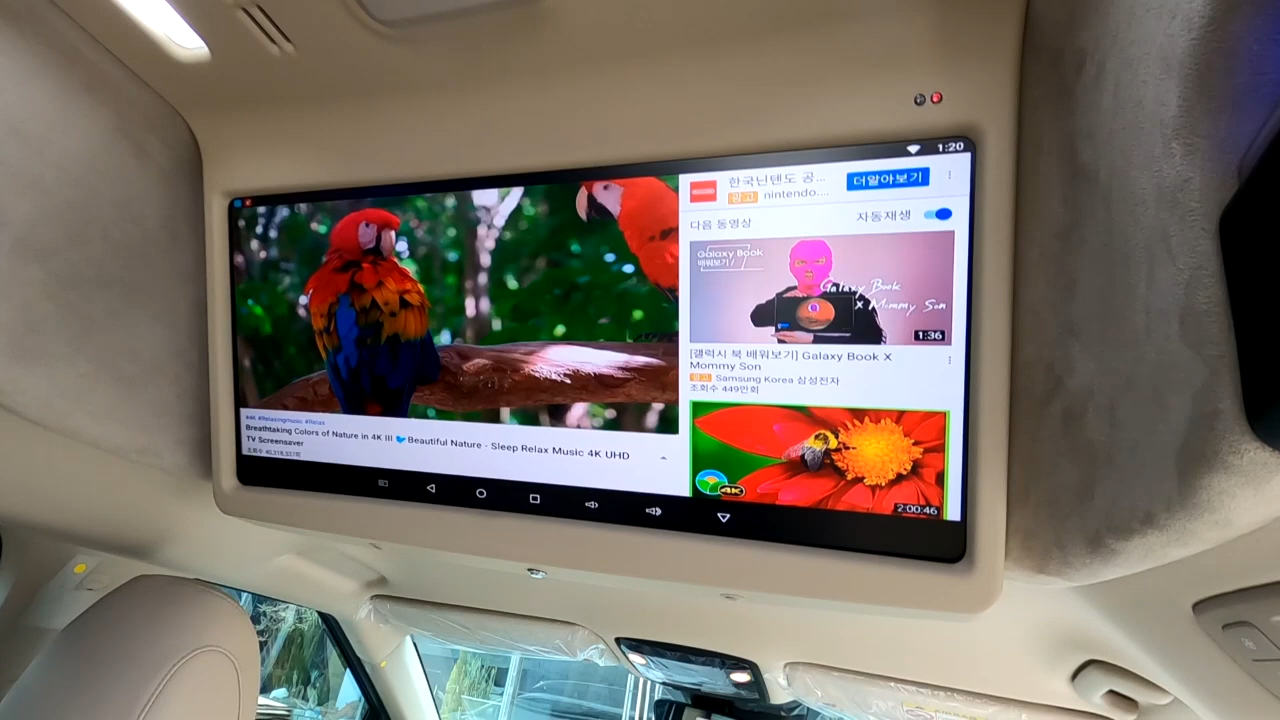 1:20
한국닌텐도 공...
광고 nintendo....
더알아보기
다음 동영상
자동재생
Galaxy Book
배워보기
Galaxy Book
x Mommy Son
1:36
[갤럭시 북 배워보기] Galaxy Book X
Mommy Son
광고 Samsung Korea 삼성전자
조회수 449만회
4K
2:00:46
#4K #Relaxingmusic #Relax
Breathtaking Colors of Nature in 4K III 🐦Beautiful Nature - Sleep Relax Music 4K UHD
TV Screensaver
조회수